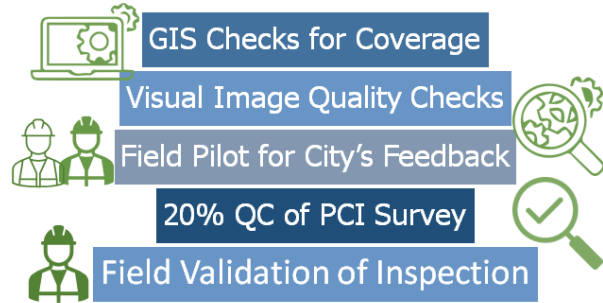 GIS Checks for Coverage
Visual Image Quality Checks
Field Pilot for City's Feedback
20% QC of PCI Survey
Field Validation of Inspection